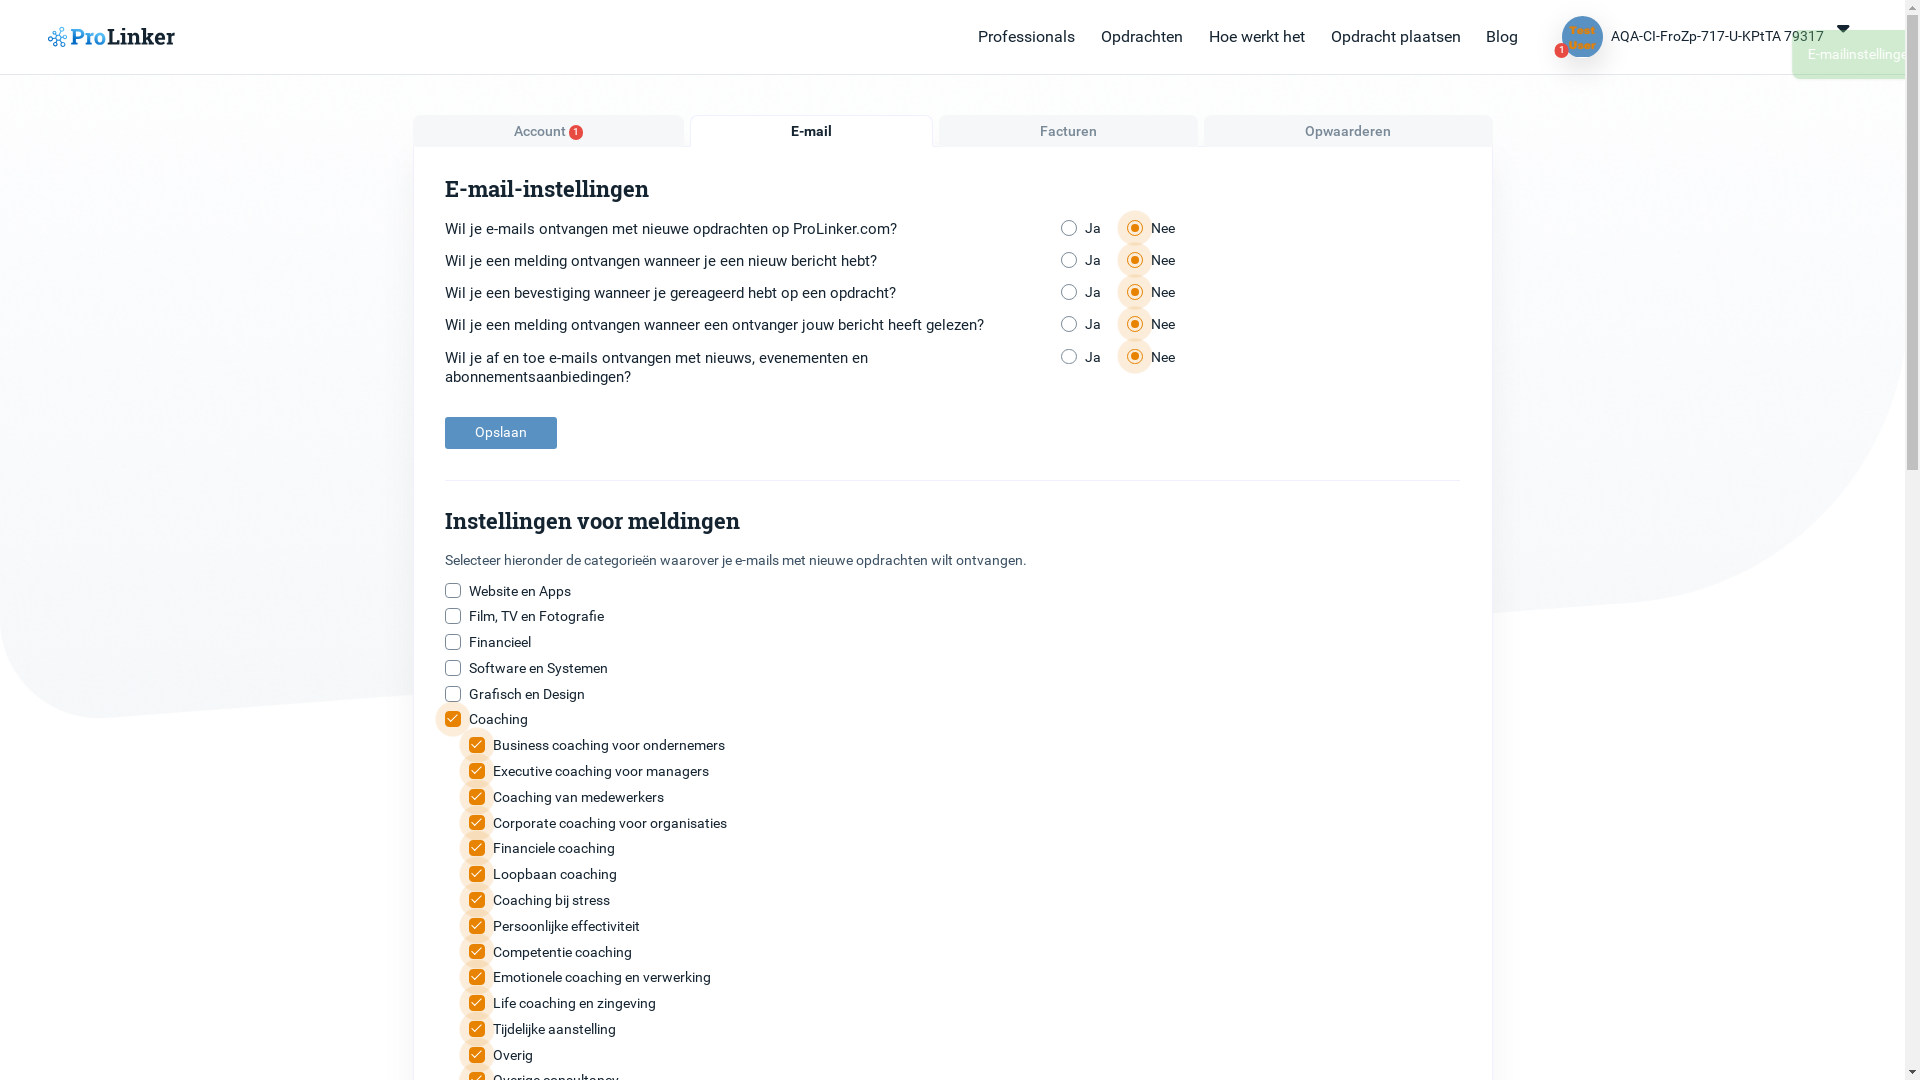 ProLinker
Professionals
Opdrachten
Hoe werkt het
Opdracht plaatsen
Blog
Test
User
1
AQA-CI-FroZp-717-U-KPtTA 79317
Account 1
E-mail
Facturen
Opwaarderen
E-mail-instellingen
Wil je e-mails ontvangen met nieuwe opdrachten op ProLinker.com?
Ja
Nee
Wil je een melding ontvangen wanneer je een nieuw bericht hebt?
Ja
Nee
Wil je een bevestiging wanneer je gereageerd hebt op een opdracht?
Ja
Nee
Wil je een melding ontvangen wanneer een ontvanger jouw bericht heeft gelezen?
Ja
Nee
Wil je af en toe e-mails ontvangen met nieuws, evenementen en
abonnementsaanbiedingen?
Ja
Nee
Opslaan
Instellingen voor meldingen
Selecteer hieronder de categorieën waarover je e-mails met nieuwe opdrachten wilt ontvangen.
Website en Apps
Film, TV en Fotografie
Financieel
Software en Systemen
Grafisch en Design
Coaching
Business coaching voor ondernemers
Executive coaching voor managers
Coaching van medewerkers
Corporate coaching voor organisaties
Financiele coaching
Loopbaan coaching
Coaching bij stress
Persoonlijke effectiviteit
Competentie coaching
Emotionele coaching en verwerking
Life coaching en zingeving
Tijdelijke aanstelling
Overig
Overige consultancy